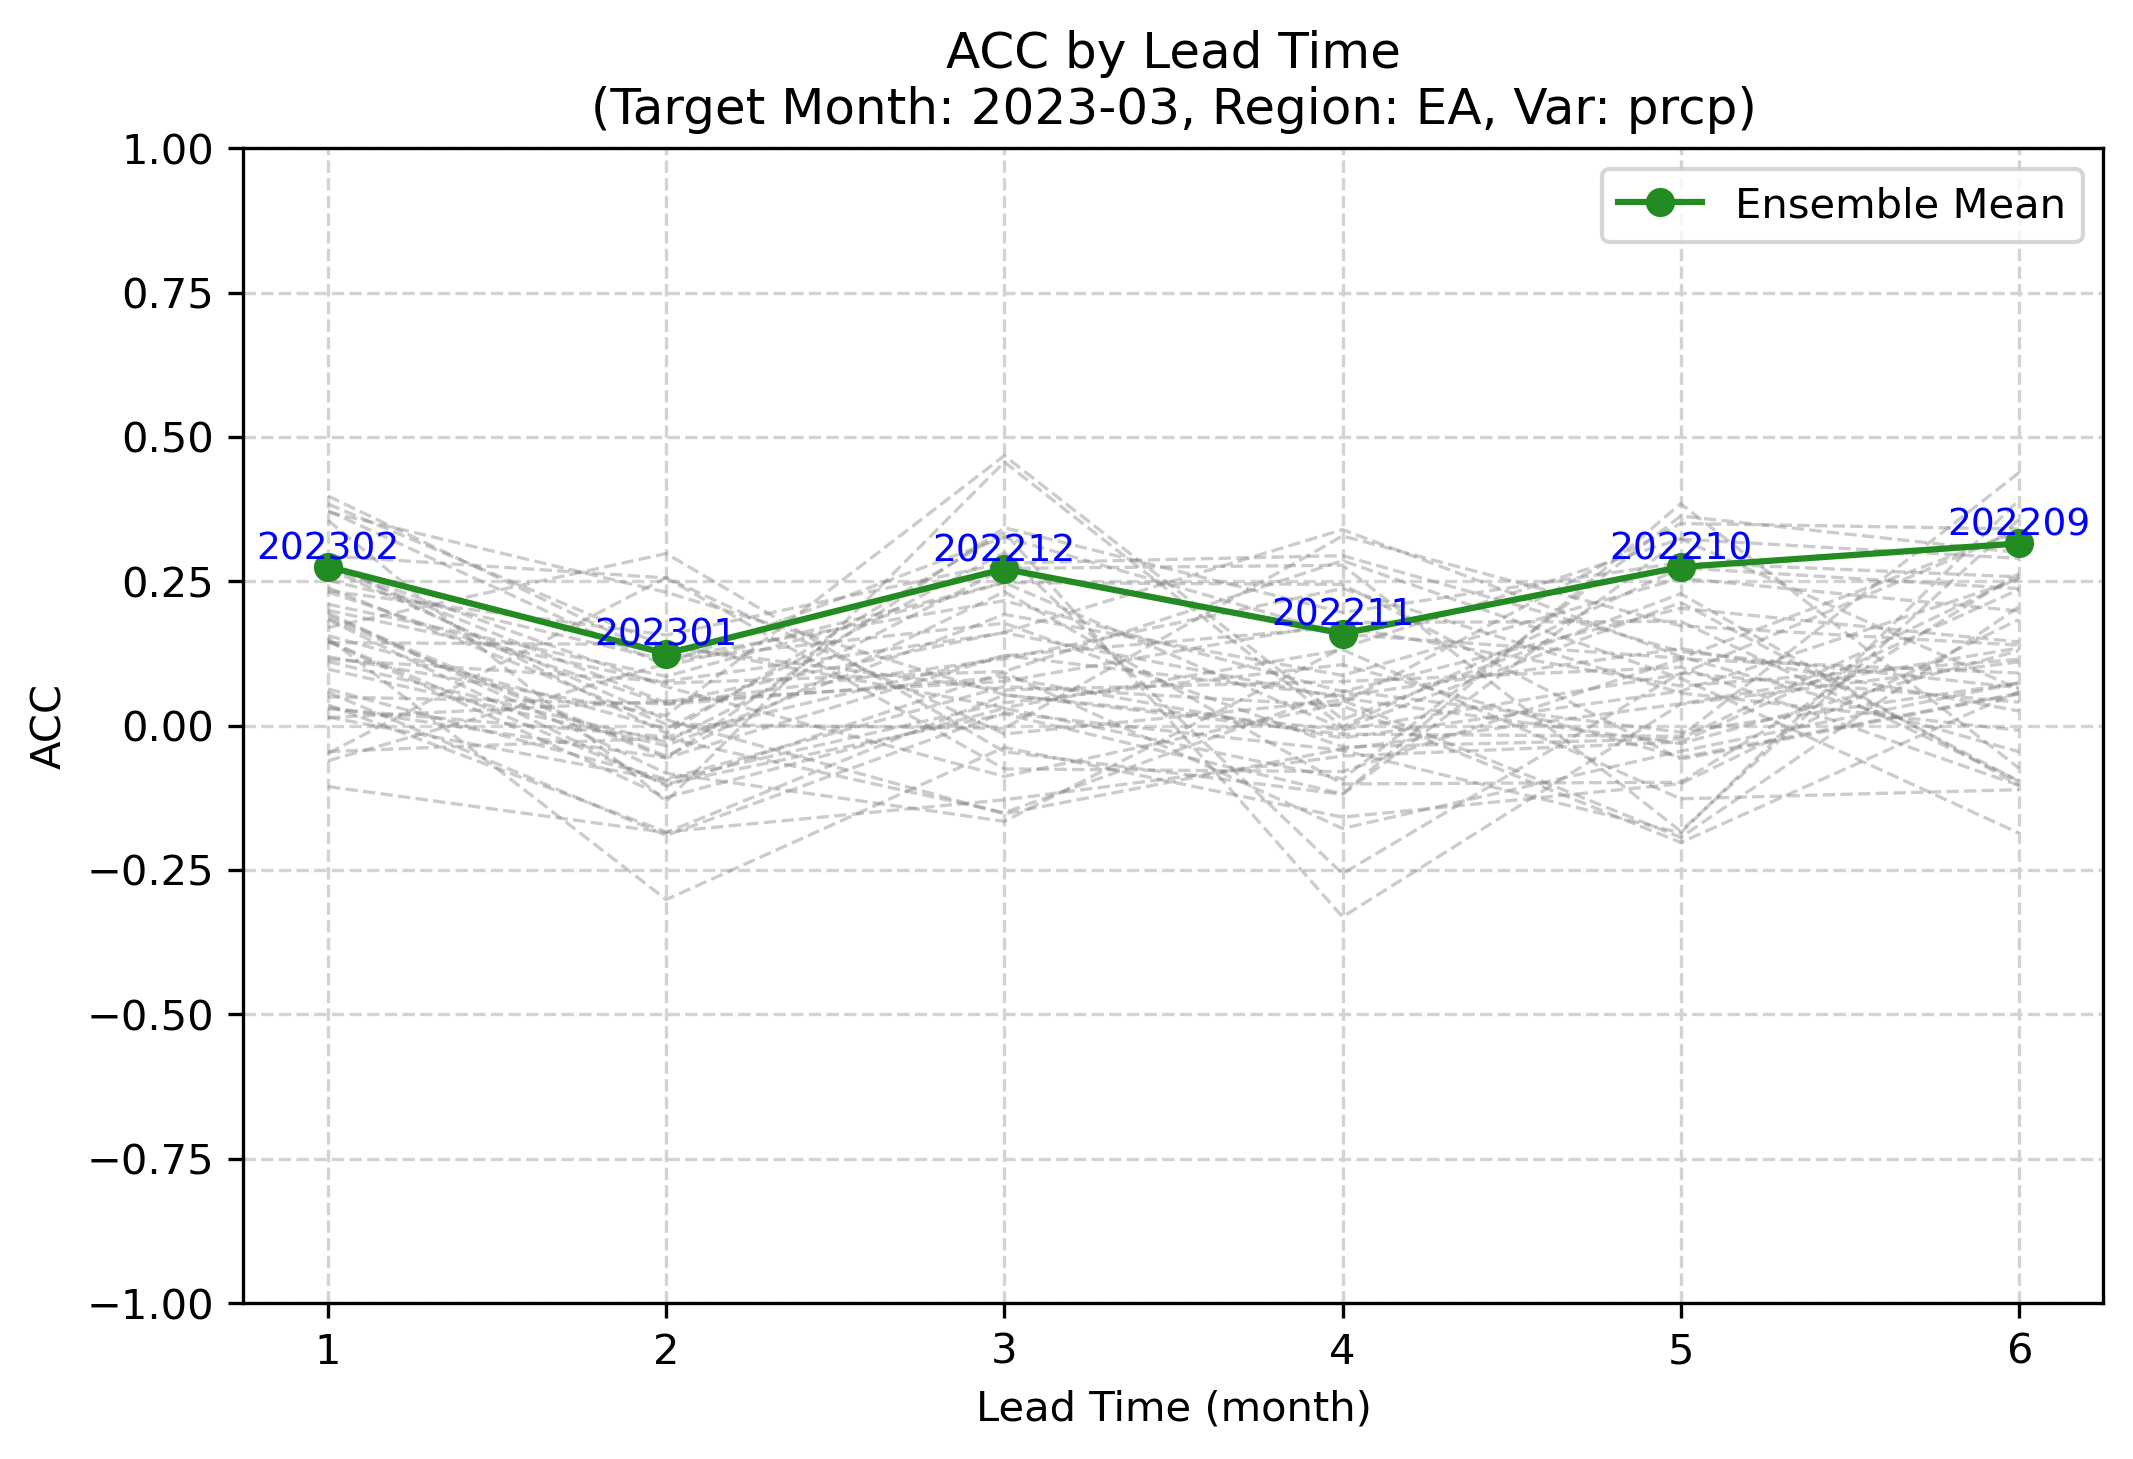 ACC by Lead Time
(Target Month: 2023-03, Region: EA, Var: prcp)
Ensemble Mean
ACC
1.00
0.75
0.50
0.25
0.00
−0.25
−0.50
−0.75
−1.00
202302
202301
202212
202211
202210
202209
1 2 3 4 5 6
Lead Time (month)